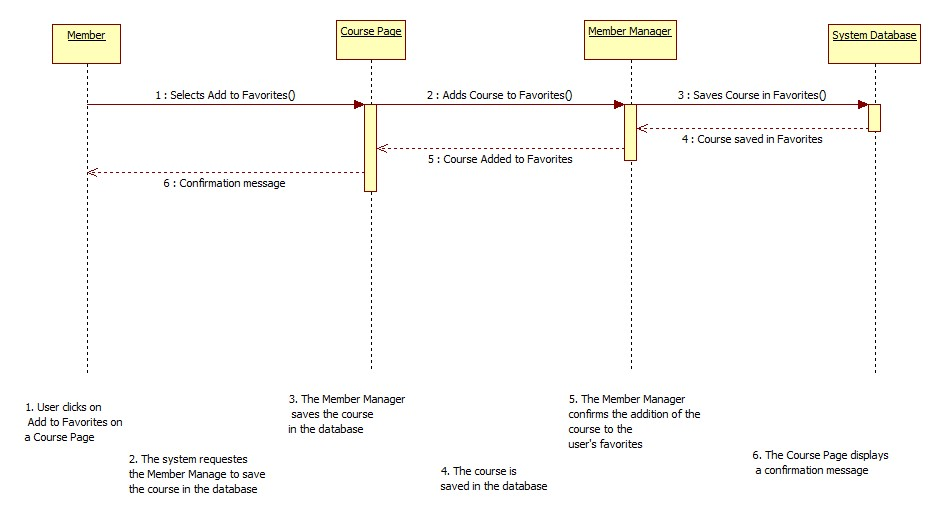 Member
Course Page
Member Manager
System Database
1 : Selects Add to Favorites()
2 : Adds Course to Favorites()
3 : Saves Course in Favorites()
4 : Course saved in Favorites
5 : Course Added to Favorites
6 : Confirmation message
1. User clicks on
Add to Favorites on
a Course Page
2. The system requests
the Member Manage to save
the course in the database
3. The Member Manager
saves the course
in the database
4. The course is
saved in the database
5. The Member Manager
confirms the addition of the
course to the
user's favorites
6. The Course Page displays
a confirmation message